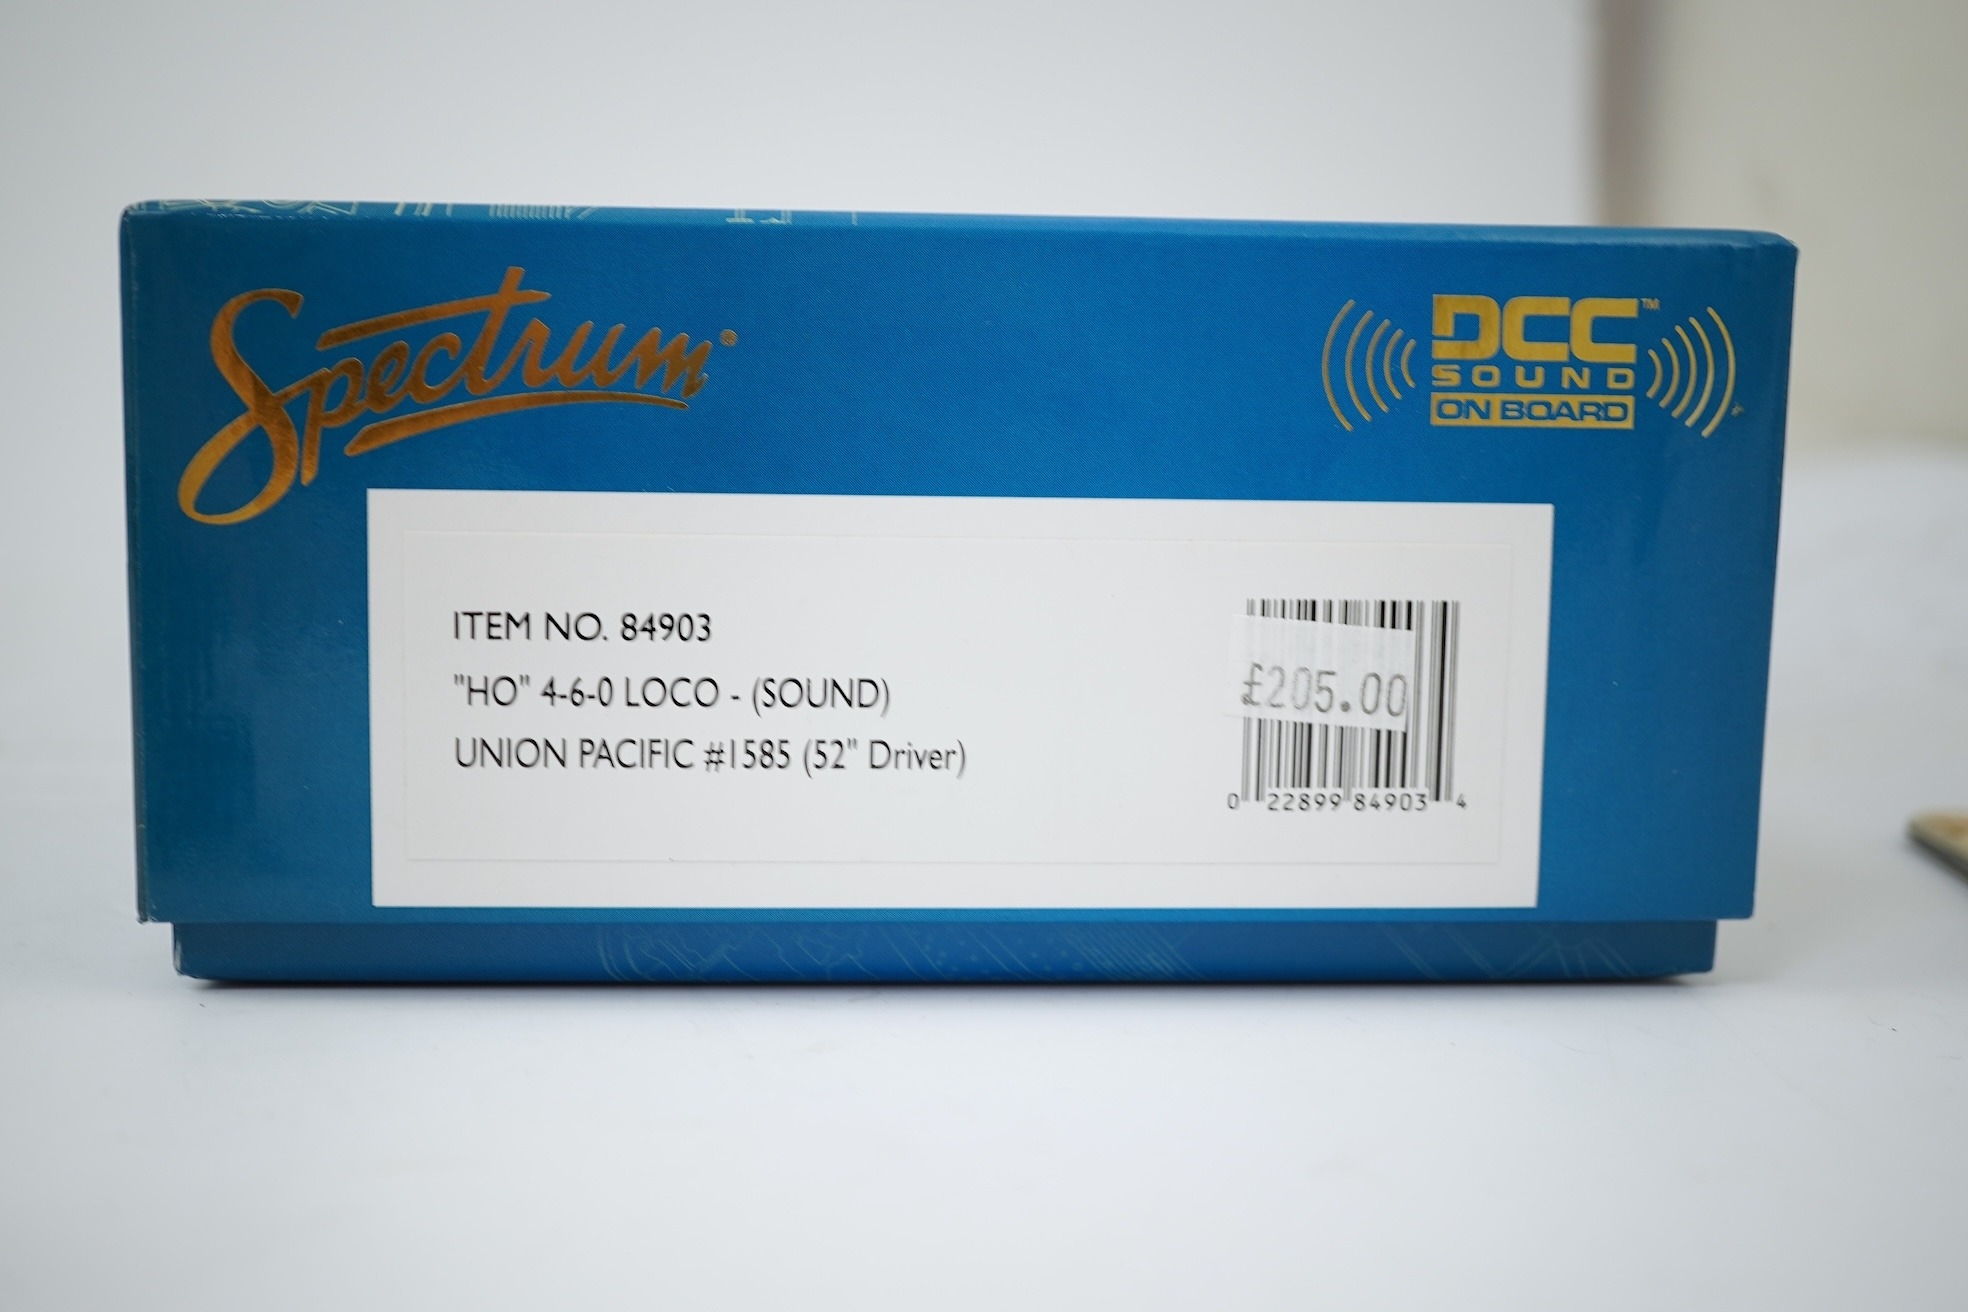 Spectrum®
DCC™
SOUND
ON BOARD
ITEM NO. 84903
"HO" 4-6-0 LOCO - (SOUND)
UNION PACIFIC #1585 (52" Driver)
£205.00
0 22899 84903 4